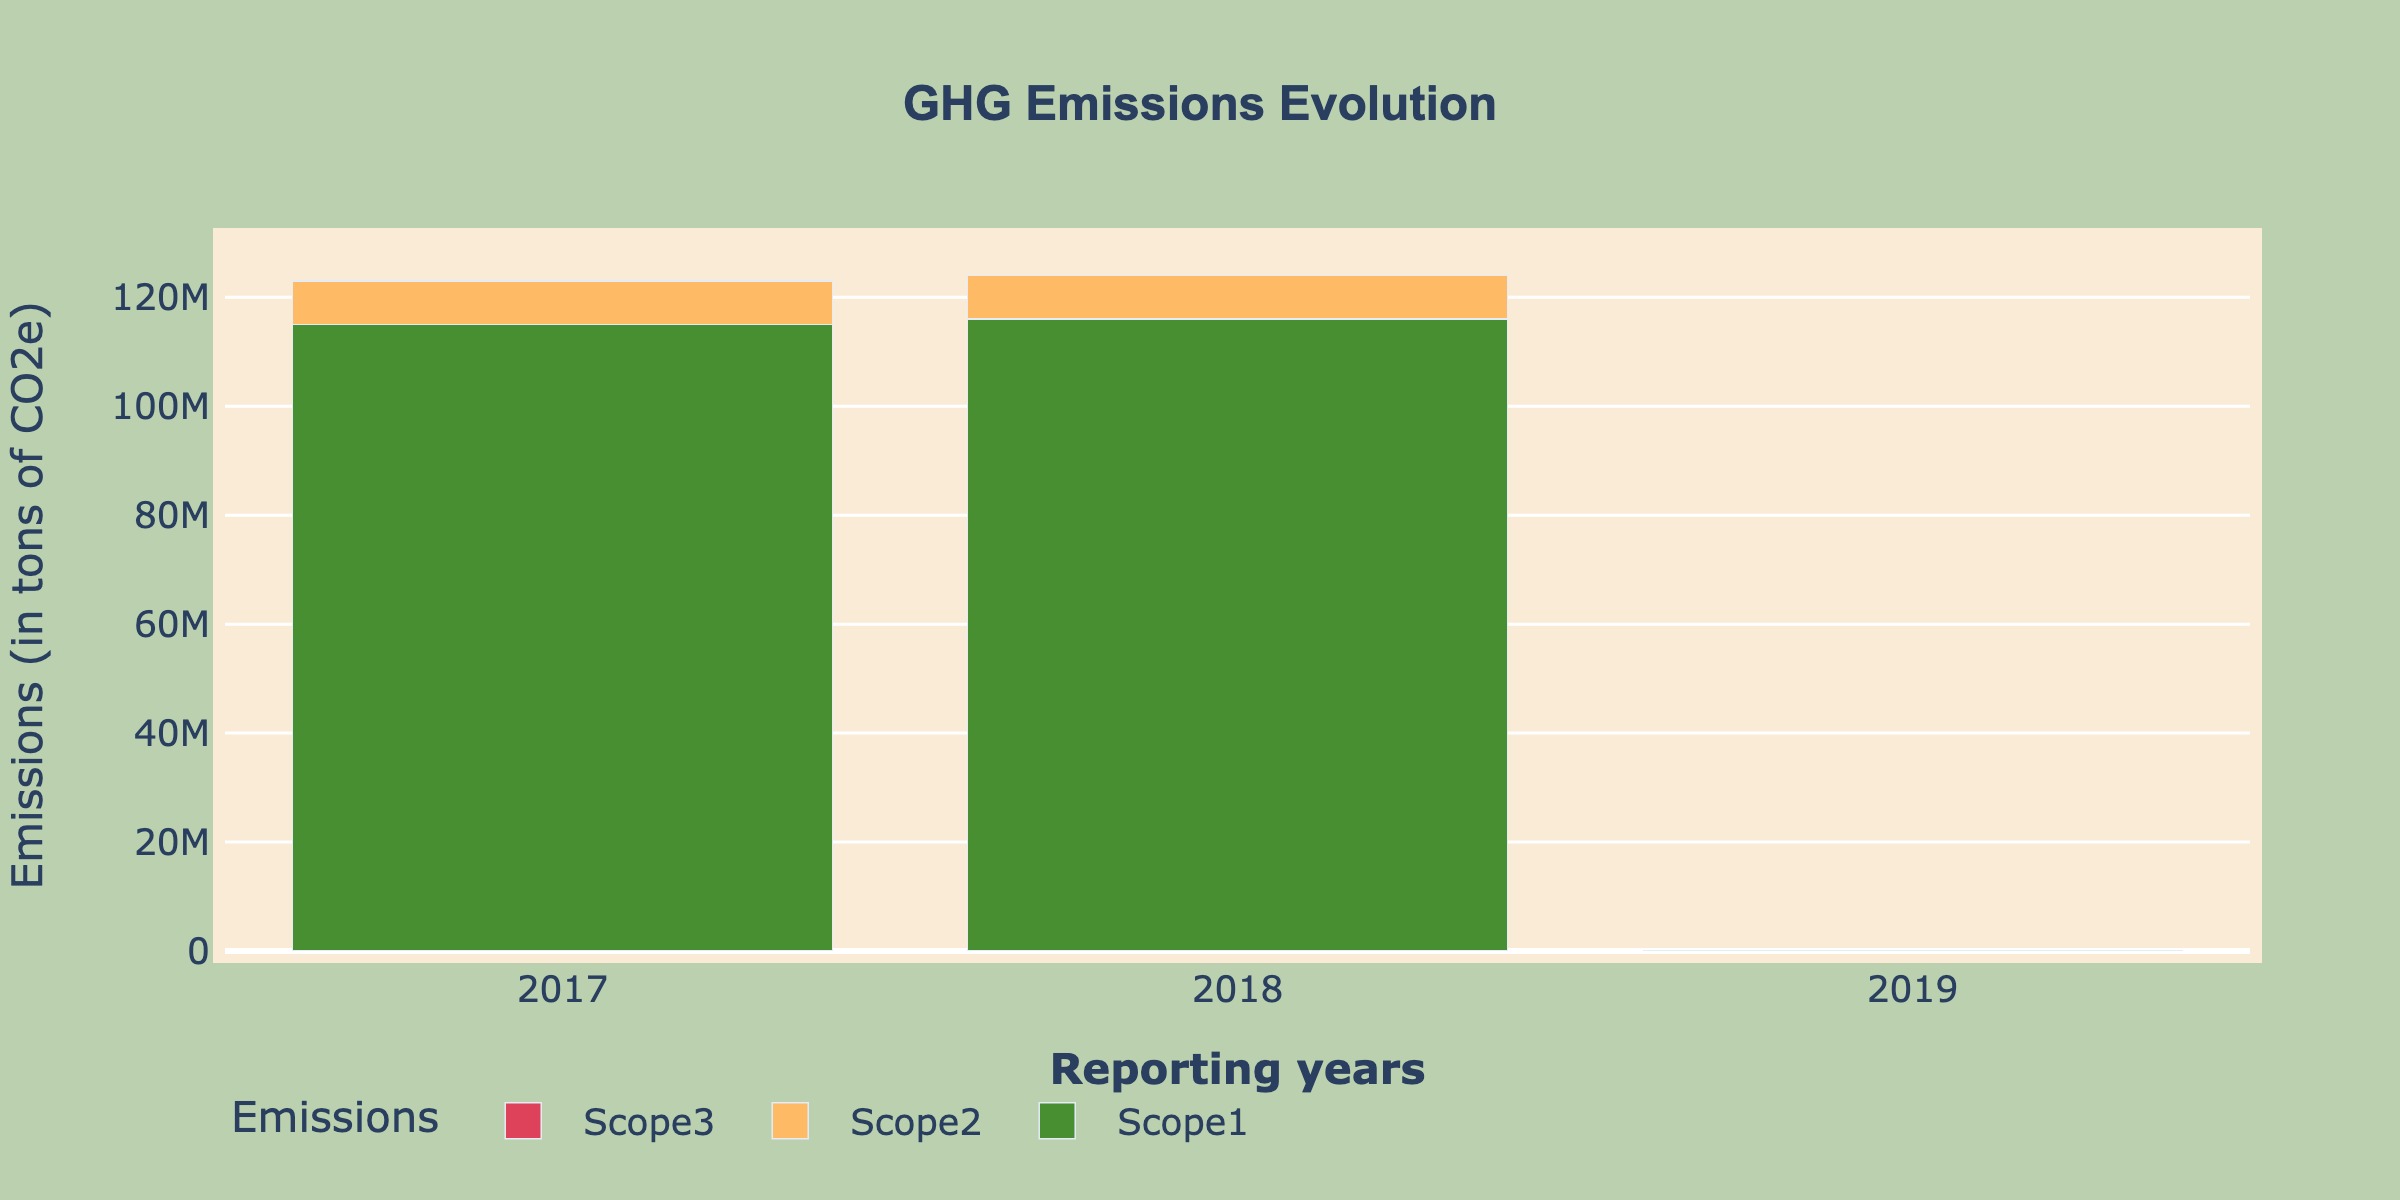 GHG Emissions Evolution
Emissions (in tons of CO2e)
120M
100M
80M
60M
40M
20M
0
2017 2018 2019
Reporting years
Emissions Scope3 Scope2 Scope1